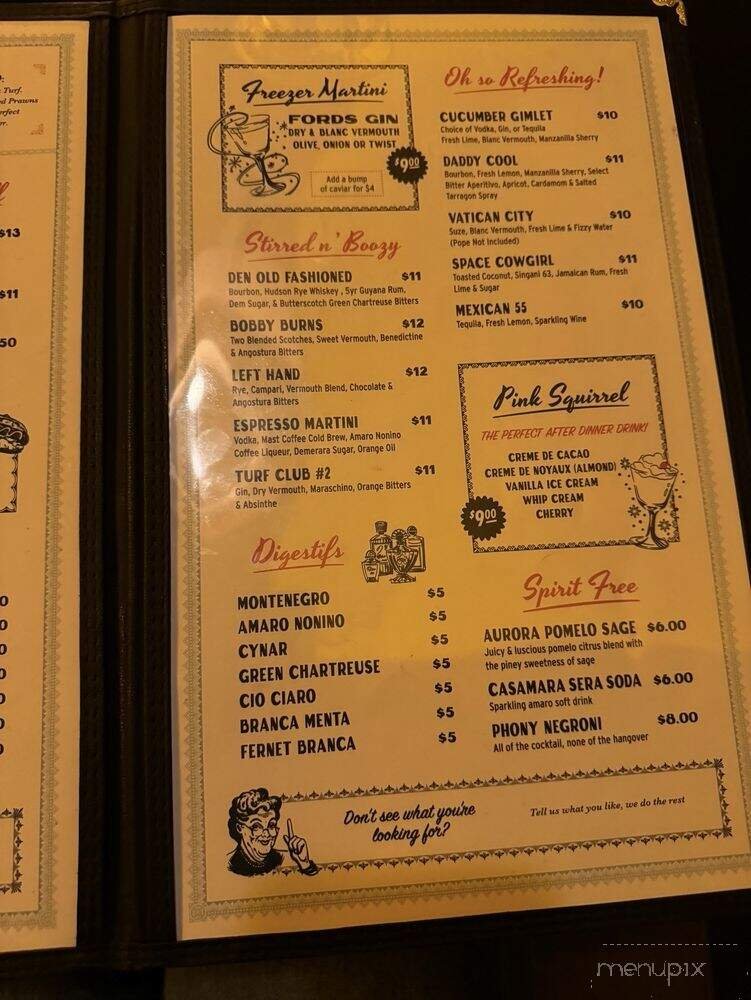 Turf.
ed Prawns
$13
$11
50
Freezer Martini
FORDS GIN
DRY & BLANC VERMOUTH
OLIVE, ONION OR TWIST
$9.00
Add a bump
of caviar for $4
Stirred n' Boozy
DEN OLD FASHIONED $11
Bourbon, Hudson Rye Whiskey , 5yr Guyana Rum,
Dem Sugar, & Butterscotch Green Chartreuse Bitters
BOBBY BURNS $12
Two Blended Scotches, Sweet Vermouth, Benedictine
& Angostura Bitters
LEFT HAND $12
Rye, Campari, Vermouth Blend, Chocolate &
Angostura Bitters
ESPRESSO MARTINI $11
Vodka, Mast Coffee Cold Brew, Amaro Nonino
Coffee Liqueur, Demerara Sugar, Orange Oil
TURF CLUB #2 $11
Gin, Dry Vermouth, Maraschino, Orange Bitters
& Absinthe
Digestifs
MONTENEGRO $5
AMARO NONINO $5
CYNAR $5
GREEN CHARTREUSE $5
CIO CIARO $5
BRANCA MENTA $5
FERNET BRANCA $5
Oh so Refreshing!
CUCUMBER GIMLET $10
Choice of Vodka, Gin, or Tequila
Fresh Lime, Blanc Vermouth, Manzanilla Sherry
DADDY COOL $11
Bourbon, Fresh Lemon, Manzanilla Sherry, Select
Bitter Aperitivo, Apricot, Cardamom & Salted
Tarragon Spray
VATICAN CITY $10
Suze, Blanc Vermouth, Fresh Lime & Fizzy Water
(Pope Not Included)
SPACE COWGIRL $11
Toasted Coconut, Singani 63, Jamaican Rum, Fresh
Lime & Sugar
MEXICAN 55 $10
Tequila, Fresh Lemon, Sparkling Wine
Pink Squirrel
THE PERFECT AFTER DINNER DRINK!
CREME DE CACAO
CREME DE NOYAUX (ALMOND)
VANILLA ICE CREAM
WHIP CREAM
CHERRY
$9.00
Spirit Free
AURORA POMELO SAGE $6.00
Juicy & luscious pomelo citrus blend with
the piney sweetness of sage
CASAMARA SERA SODA $6.00
Sparkling amaro soft drink
PHONY NEGRONI $8.00
All of the cocktail, none of the hangover
Don't see what you're
looking for?
Tell us what you like, we do the rest
menupix